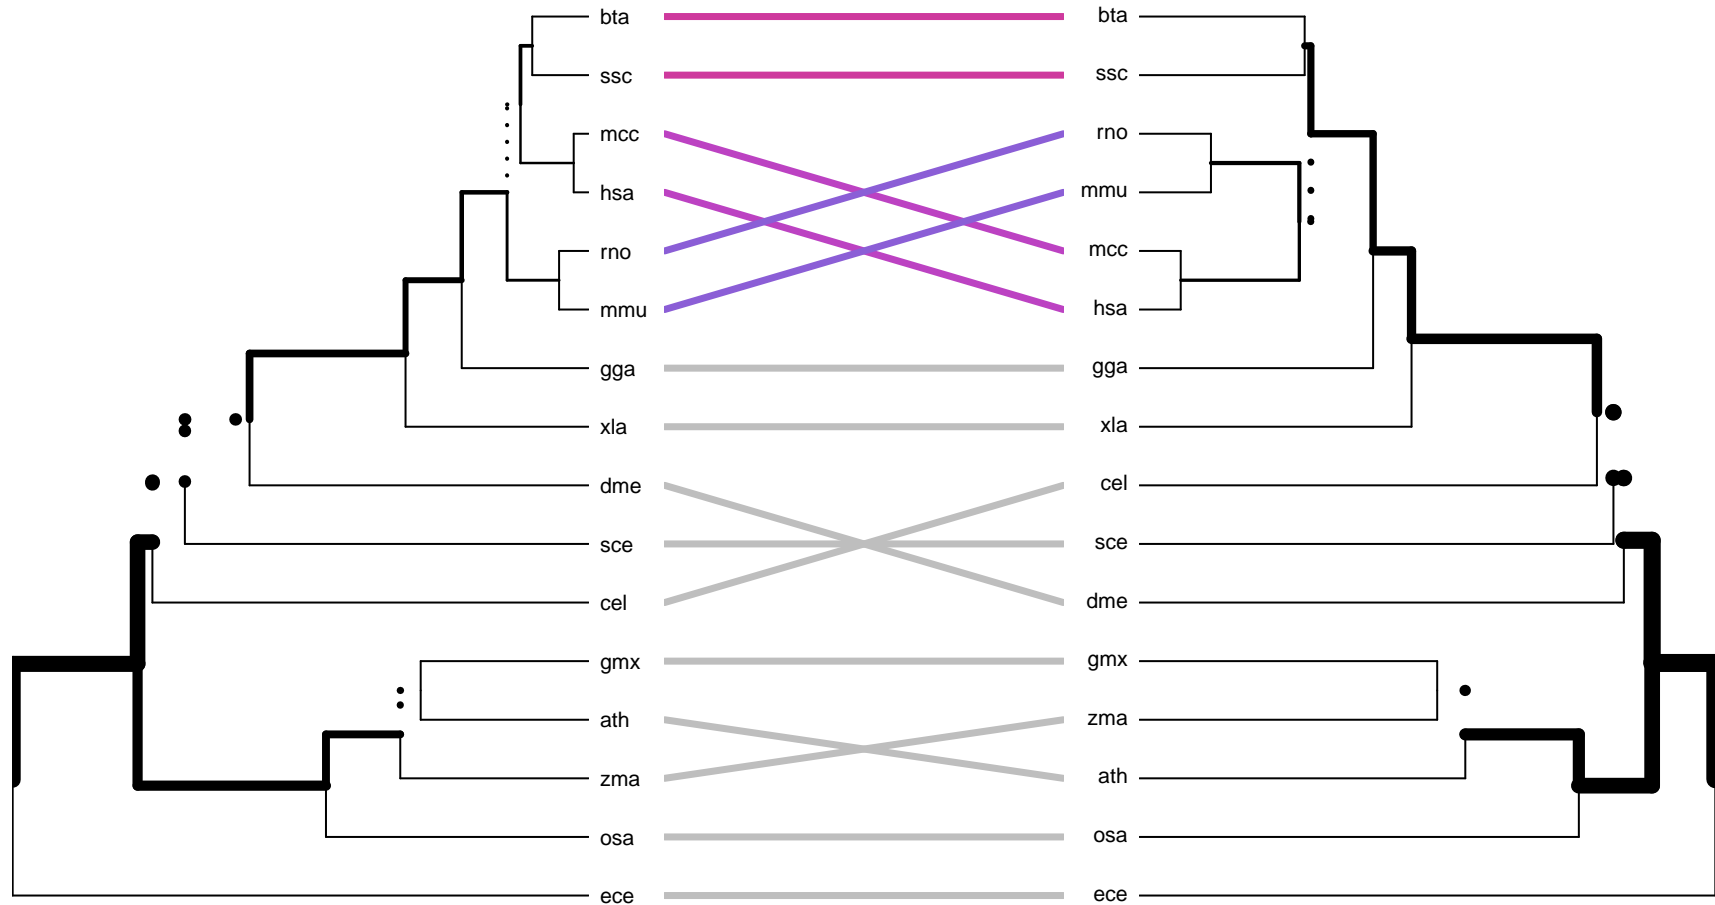 bta bta
ssc ssc
mcc rno
hsa mmu
rno mcc
mmu hsa
gga gga
xla xla
dme cel
sce sce
cel dme
gmx gmx
ath zma
zma ath
osa osa
ece ece